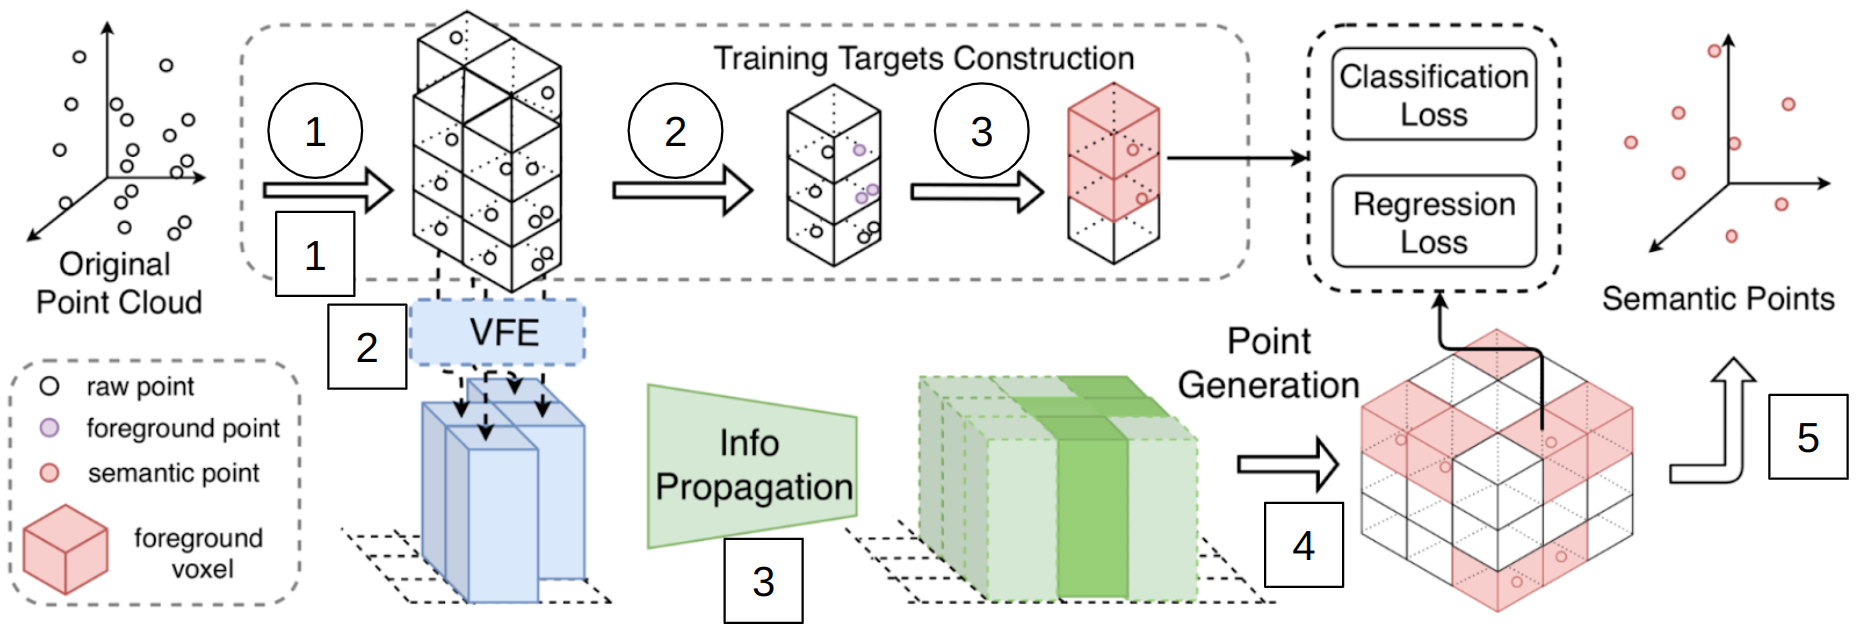 Training Targets Construction
1
2
3
1
Original
Point Cloud
Classification
Loss
Regression
Loss
Semantic Points
2
VFE
raw point
foreground point
semantic point
foreground
voxel
Info
Propagation
3
Point
Generation
4
5